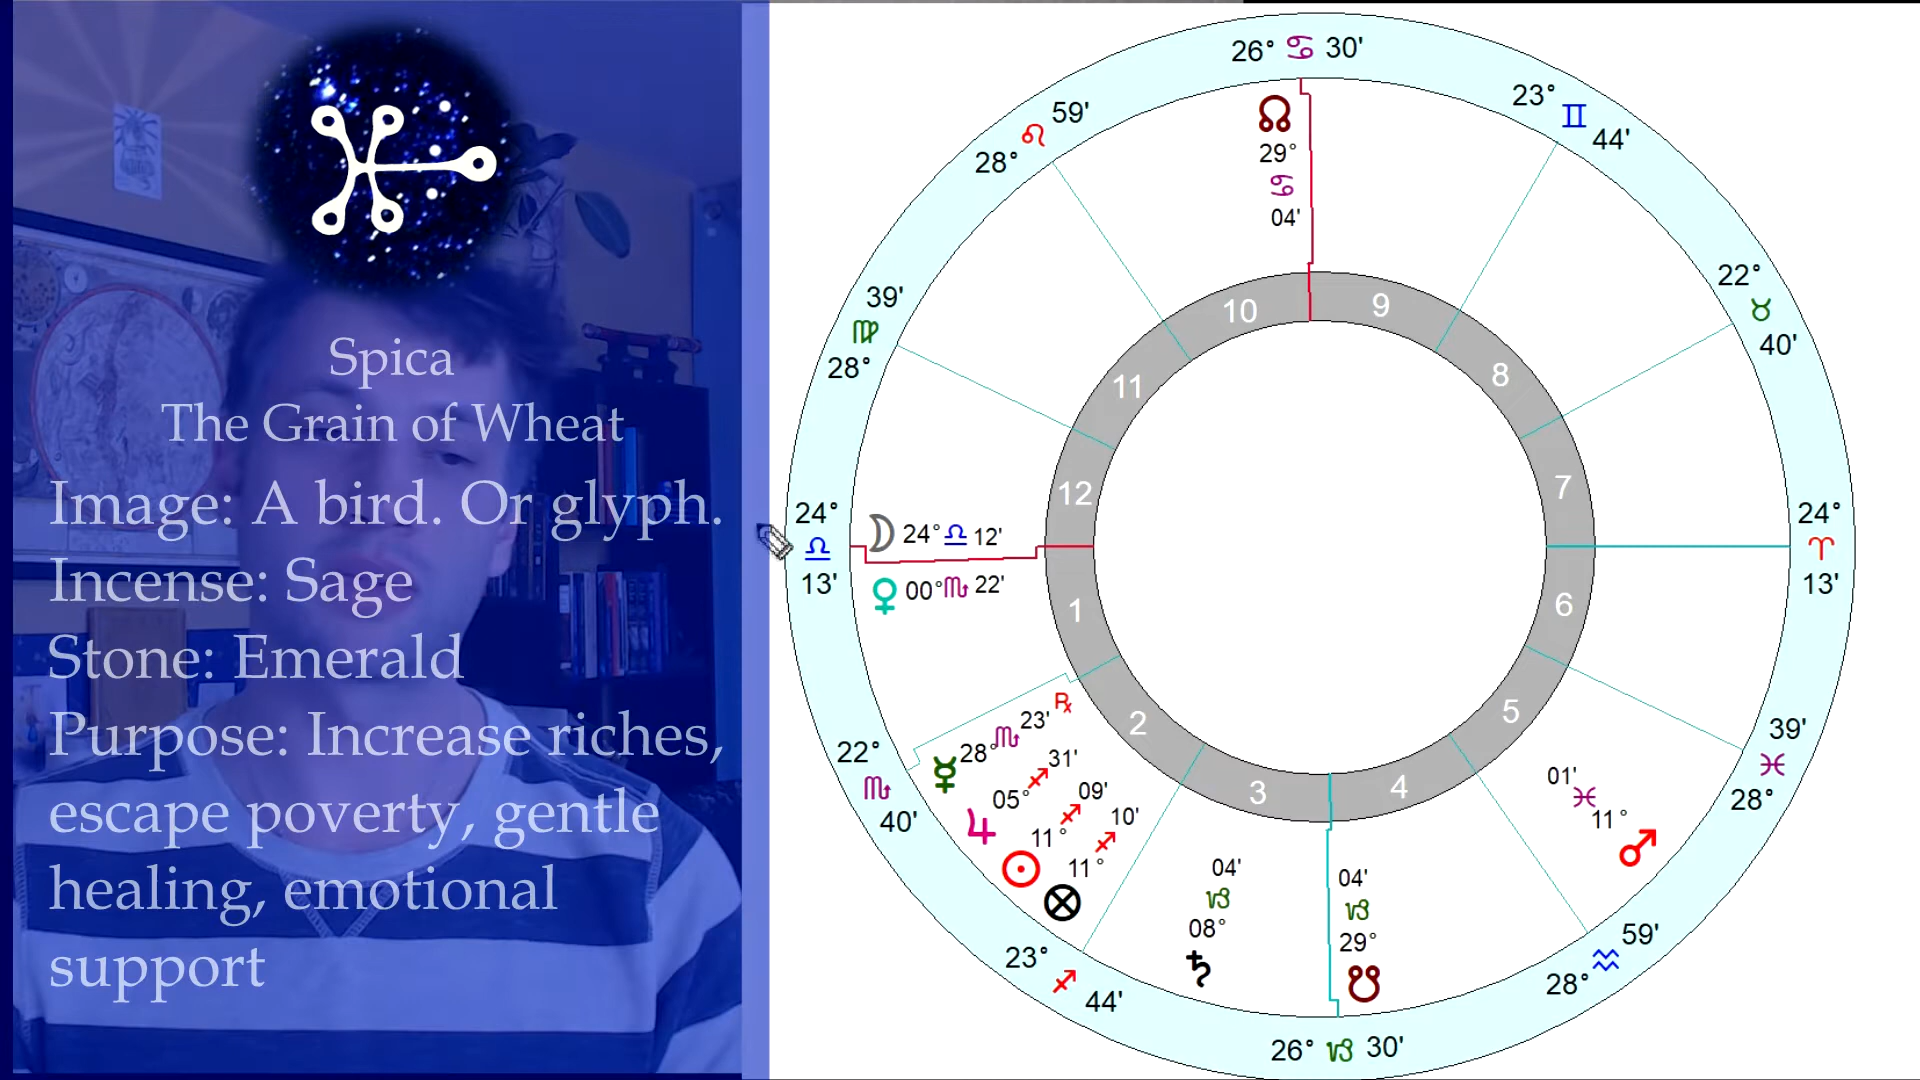 Spica
The Grain of Wheat
Image: A bird. Or glyph.
Incense: Sage
Stone: Emerald
Purpose: Increase riches,
escape poverty, gentle
healing, emotional
support
26° ♋ 30'
23° ♊ 44'
22° ♉ 40'
24° ♈ 13'
39' ♓ 28°
59' ♒ 28°
26° ♑ 30'
23° ♐ 44'
22° ♏ 40'
24° ♎ 13'
39' ♍ 28°
28° ♌ 59'
☊ 29° ♋ 04'
☽ 24° ♎ 12'
♀ 00° ♏ 22'
☿ 28° ♏ 23' ℞
♃ 05° ♐ 31'
☉ 11° ♐ 09'
⊗ 11° ♐ 10'
04' ♑ 08° ♄
04' ♑ 29° ☋
01' ♓ 11° ♂
1
2
3
4
5
6
7
8
9
10
11
12